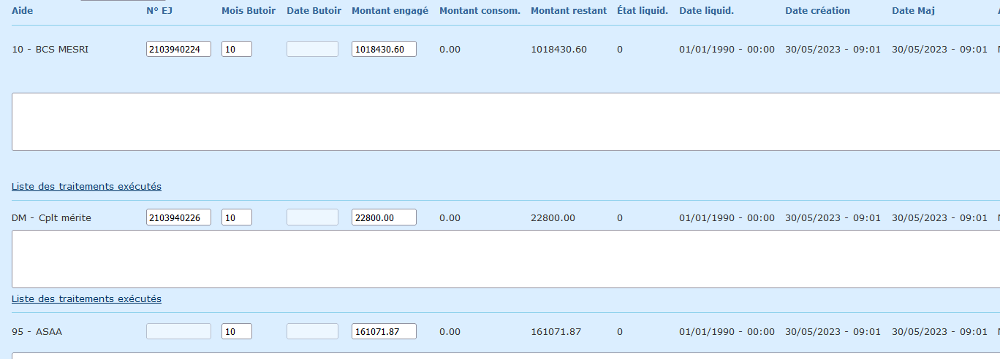 Aide N° EJ Mois Butoir Date Butoir Montant engagé Montant consom. Montant restant État liquid. Date liquid. Date création Date Maj
10 - BCS MESRI 2103940224 10 1018430.60 0.00 1018430.60 0 01/01/1990 - 00:00 30/05/2023 - 09:01 30/05/2023 - 09:01
Liste des traitements exécutés
DM - Cplt mérite 2103940226 10 22800.00 0.00 22800.00 0 01/01/1990 - 00:00 30/05/2023 - 09:01 30/05/2023 - 09:01
Liste des traitements exécutés
95 - ASAA 10 161071.87 0.00 161071.87 0 01/01/1990 - 00:00 30/05/2023 - 09:01 30/05/2023 - 09:01